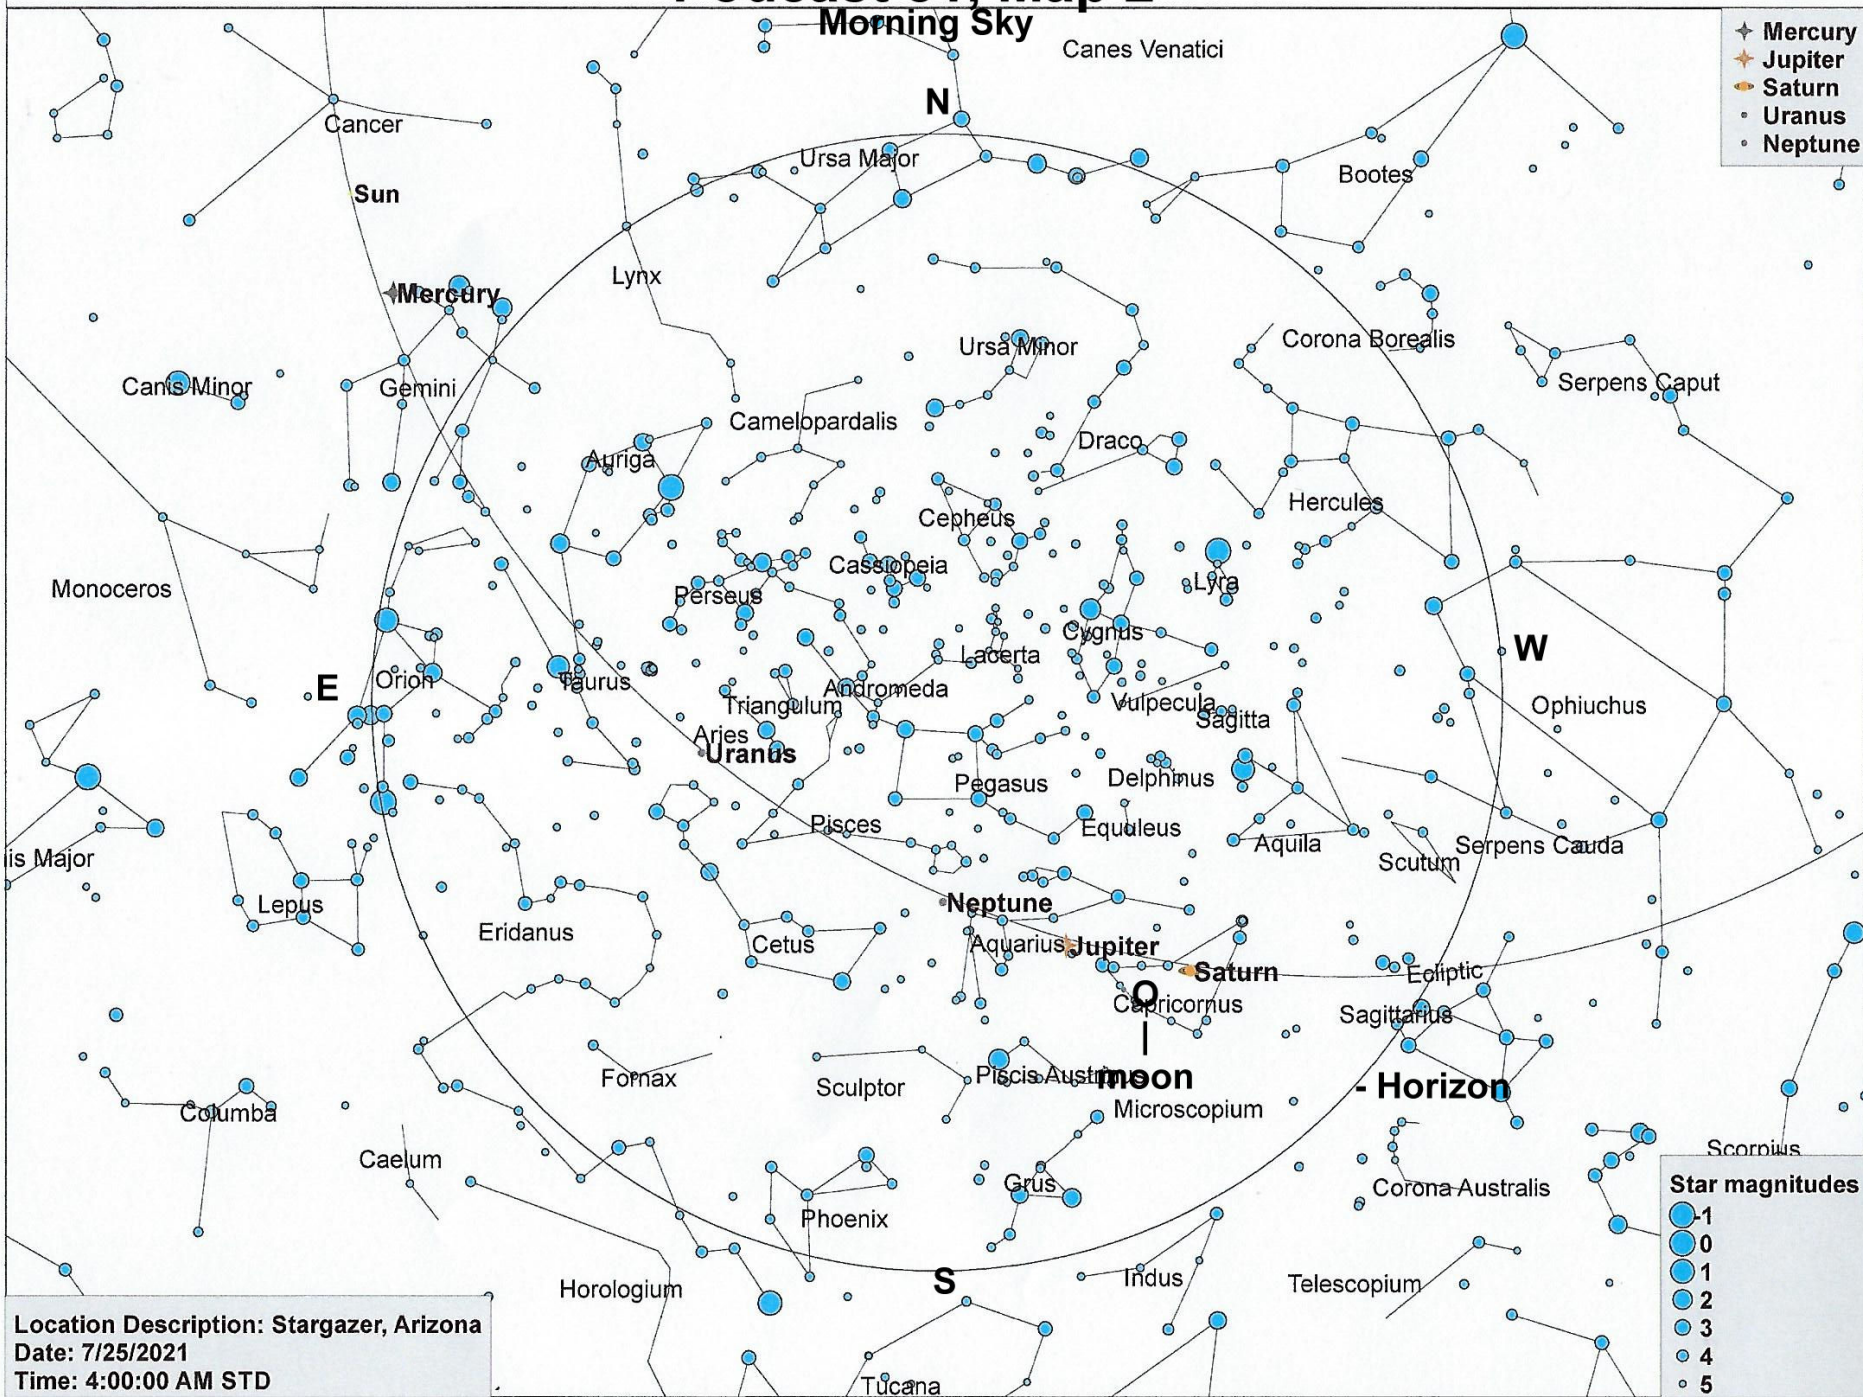 Morning Sky
Canes Venatici
Mercury
Jupiter
Saturn
Uranus
Neptune
N
Cancer
Ursa Major
Bootes
Sun
Lynx
Mercury
Ursa Minor
Corona Borealis
Canis Minor
Gemini
Serpens Caput
Camelopardalis
Draco
Auriga
Hercules
Cepheus
Cassiopeia
Lyra
Monoceros
Perseus
Cygnus
W
Lacerta
E
Orion
Taurus
Andromeda
Triangulum
Vulpecula
Ophiuchus
Sagitta
Aries
Uranus
Pegasus
Delphinus
Pisces
Equuleus
Aquila
Serpens Cauda
is Major
Scutum
Lepus
Neptune
Eridanus
Cetus
Aquarius
Jupiter
Saturn
Ecliptic
O
Capricornus
Sagittarius
Fornax
Sculptor
Piscis Austrinus
moon
- Horizon
Columba
Microscopium
Caelum
Scorpius
Grus
Corona Australis
Phoenix
Horologium
S
Indus
Telescopium
Tucana
Star magnitudes
-1
0
1
2
3
4
5
Location Description: Stargazer, Arizona
Date: 7/25/2021
Time: 4:00:00 AM STD